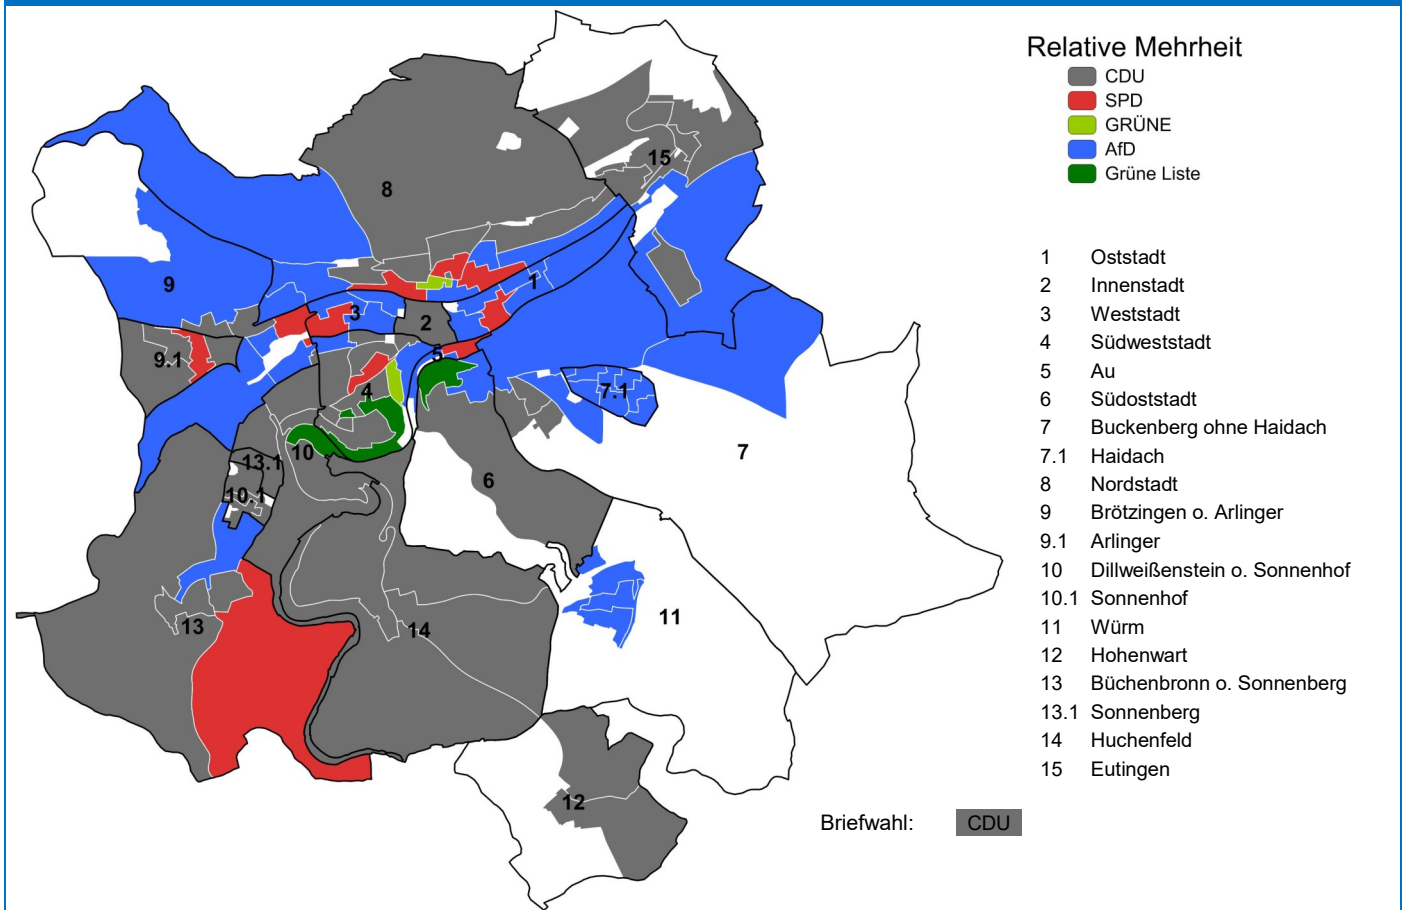 Relative Mehrheit
CDU
SPD
GRÜNE
AfD
Grüne Liste
1 Oststadt
2 Innenstadt
3 Weststadt
4 Südweststadt
5 Au
6 Südoststadt
7 Buckenberg ohne Haidach
7.1 Haidach
8 Nordstadt
9 Brötzingen o. Arlinger
9.1 Arlinger
10 Dillweißenstein o. Sonnenhof
10.1 Sonnenhof
11 Würm
12 Hohenwart
13 Büchenbronn o. Sonnenberg
13.1 Sonnenberg
14 Huchenfeld
15 Eutingen
Briefwahl: CDU
15
8
9
1
3
2
9.1
5
4
7.1
10
7
13.1
6
10.1
11
13
14
12